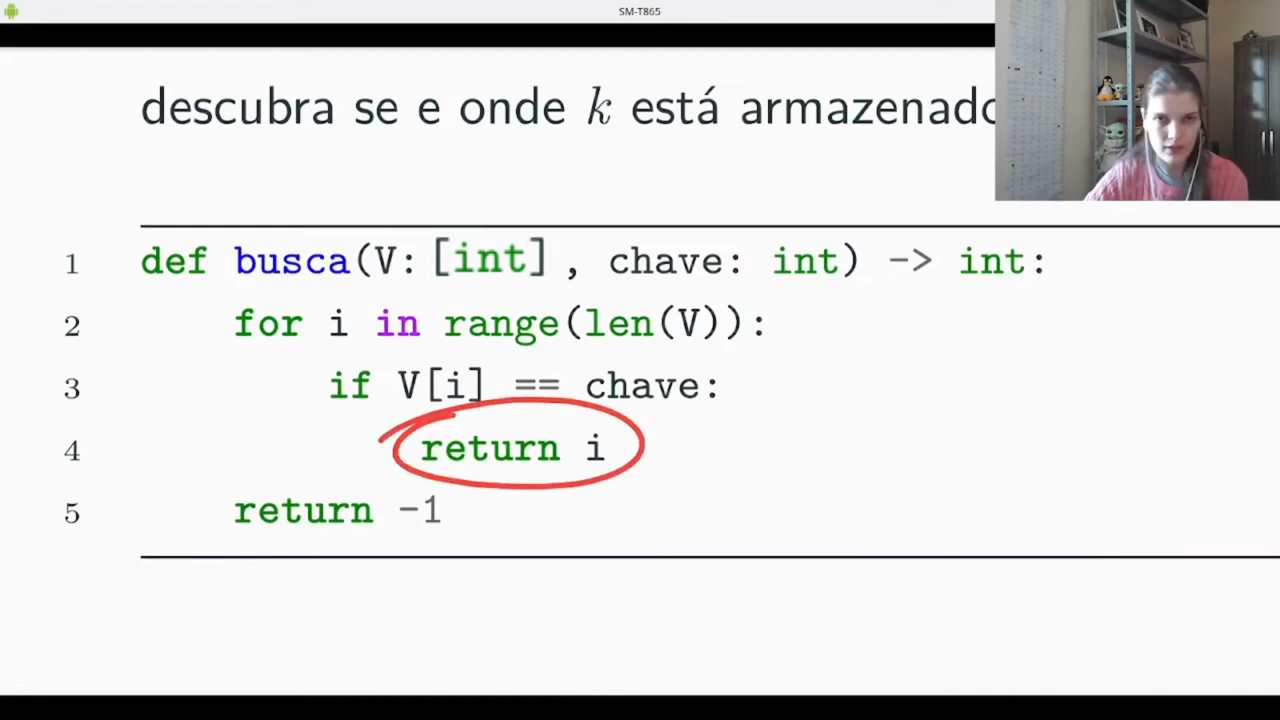 SM-T865
descubra se e onde k está armazenado
1 def busca(V: [int] , chave: int) -> int:
2 for i in range(len(V)):
3 if V[i] == chave:
4 return i
5 return -1